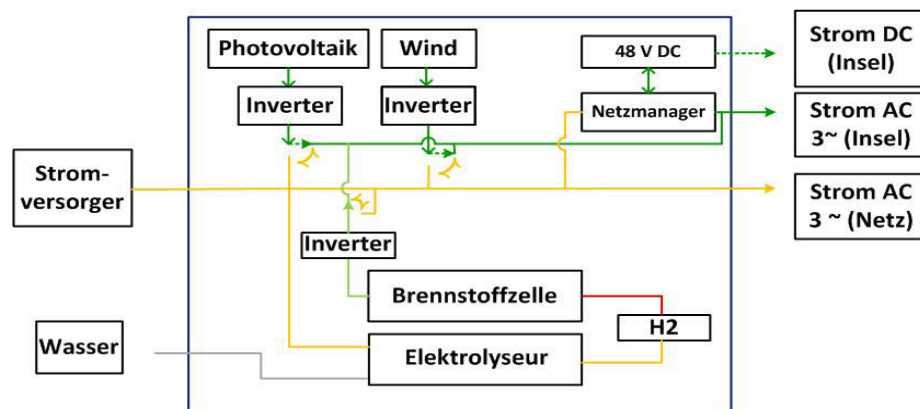 Photovoltaik
Wind
48 V DC
Strom DC
(Insel)
Inverter
Inverter
Netzmanager
Strom AC
3~ (Insel)
Strom-
versorger
Strom AC
3 ~ (Netz)
Inverter
Brennstoffzelle
H2
Wasser
Elektrolyseur